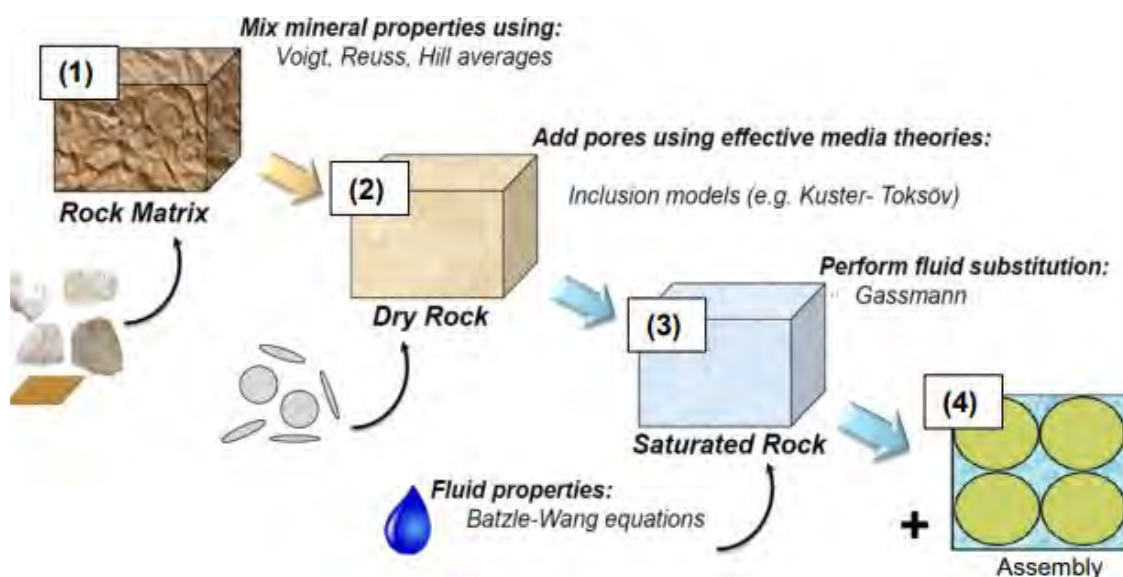 Mix mineral properties using:
Voigt, Reuss, Hill averages
(1)
Rock Matrix
Add pores using effective media theories:
Inclusion models (e.g. Kuster- Toksöv)
(2)
Dry Rock
Perform fluid substitution:
Gassmann
(3)
Saturated Rock
Fluid properties:
Batzle-Wang equations
(4)
+
Assembly